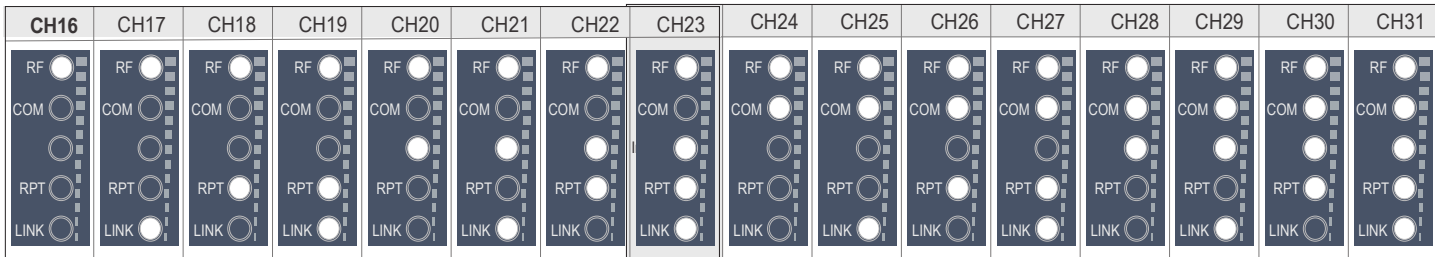 CH16 CH17 CH18 CH19 CH20 CH21 CH22 CH23 CH24 CH25 CH26 CH27 CH28 CH29 CH30 CH31
RF RF RF RF RF RF RF RF RF RF RF RF RF RF RF RF
COM COM COM COM COM COM COM COM COM COM COM COM COM COM COM COM
RPT RPT RPT RPT RPT RPT RPT RPT RPT RPT RPT RPT RPT RPT RPT RPT
LINK LINK LINK LINK LINK LINK LINK LINK LINK LINK LINK LINK LINK LINK LINK LINK